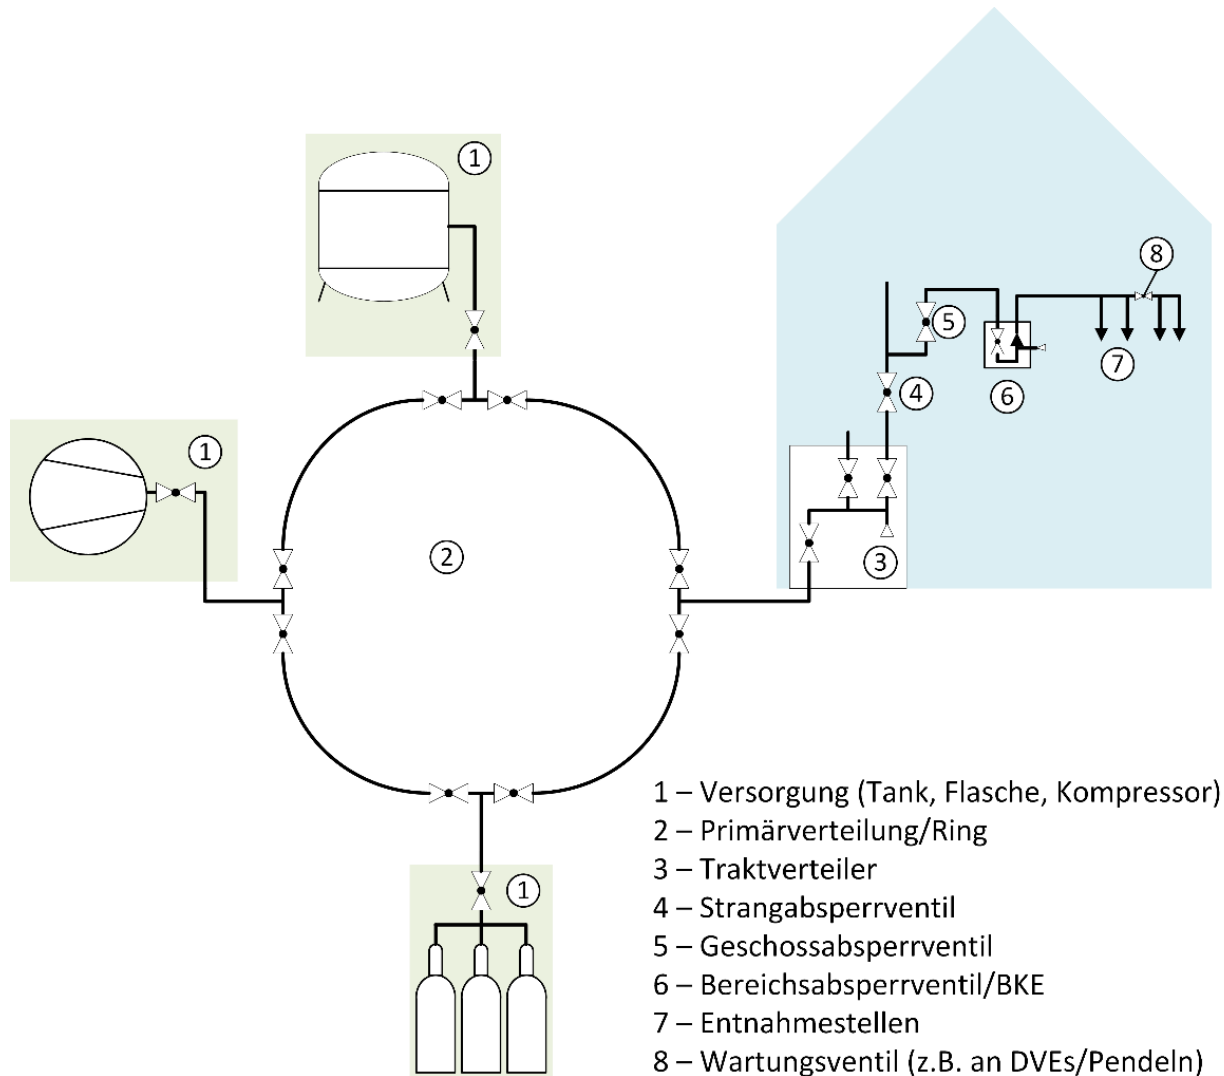 1
8
5
7
4
6
1
2
3
1
1 – Versorgung (Tank, Flasche, Kompressor)
2 – Primärverteilung/Ring
3 – Traktverteiler
4 – Strangabsperrventil
5 – Geschossabsperrventil
6 – Bereichsabsperrventil/BKE
7 – Entnahmestellen
8 – Wartungsventil (z.B. an DVEs/Pendeln)